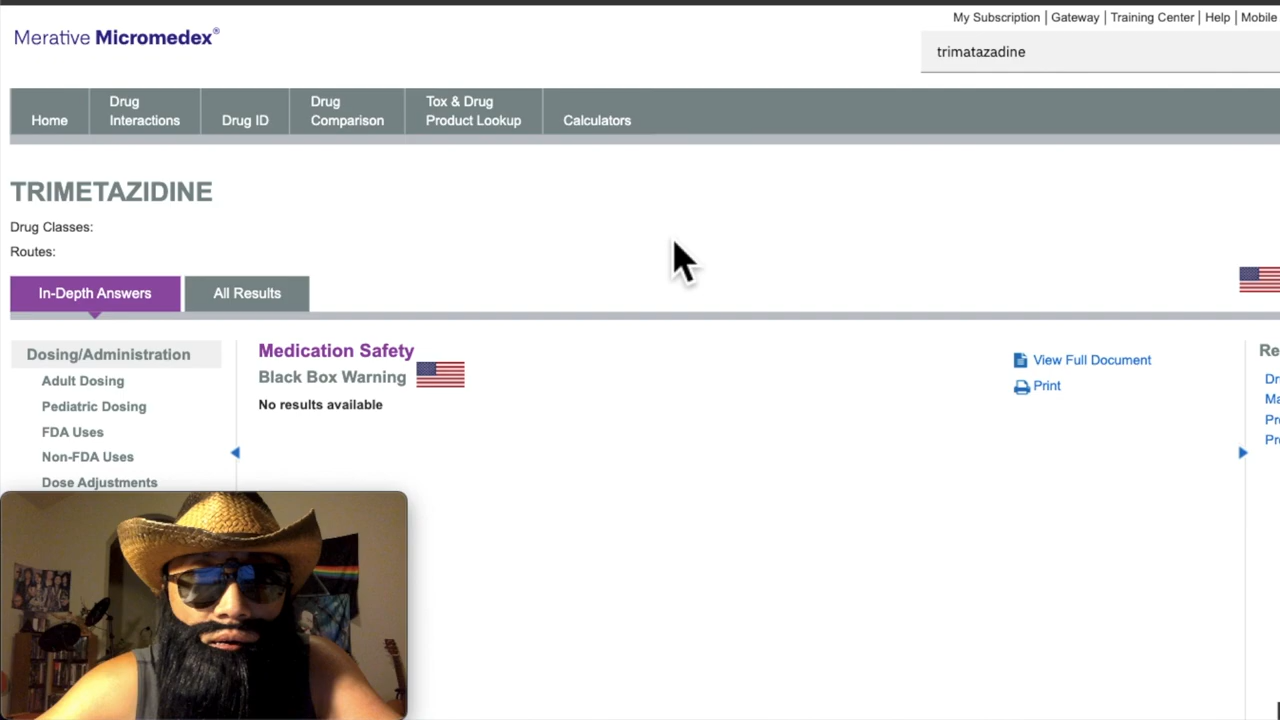 My Subscription | Gateway | Training Center | Help | Mobile
Merative Micromedex®
trimatazadine
Home
Drug
Interactions
Drug ID
Drug
Comparison
Tox & Drug
Product Lookup
Calculators
TRIMETAZIDINE
Drug Classes:
Routes:
In-Depth Answers
All Results
Dosing/Administration
Adult Dosing
Pediatric Dosing
FDA Uses
Non-FDA Uses
Dose Adjustments
Medication Safety
Black Box Warning
No results available
View Full Document
Print